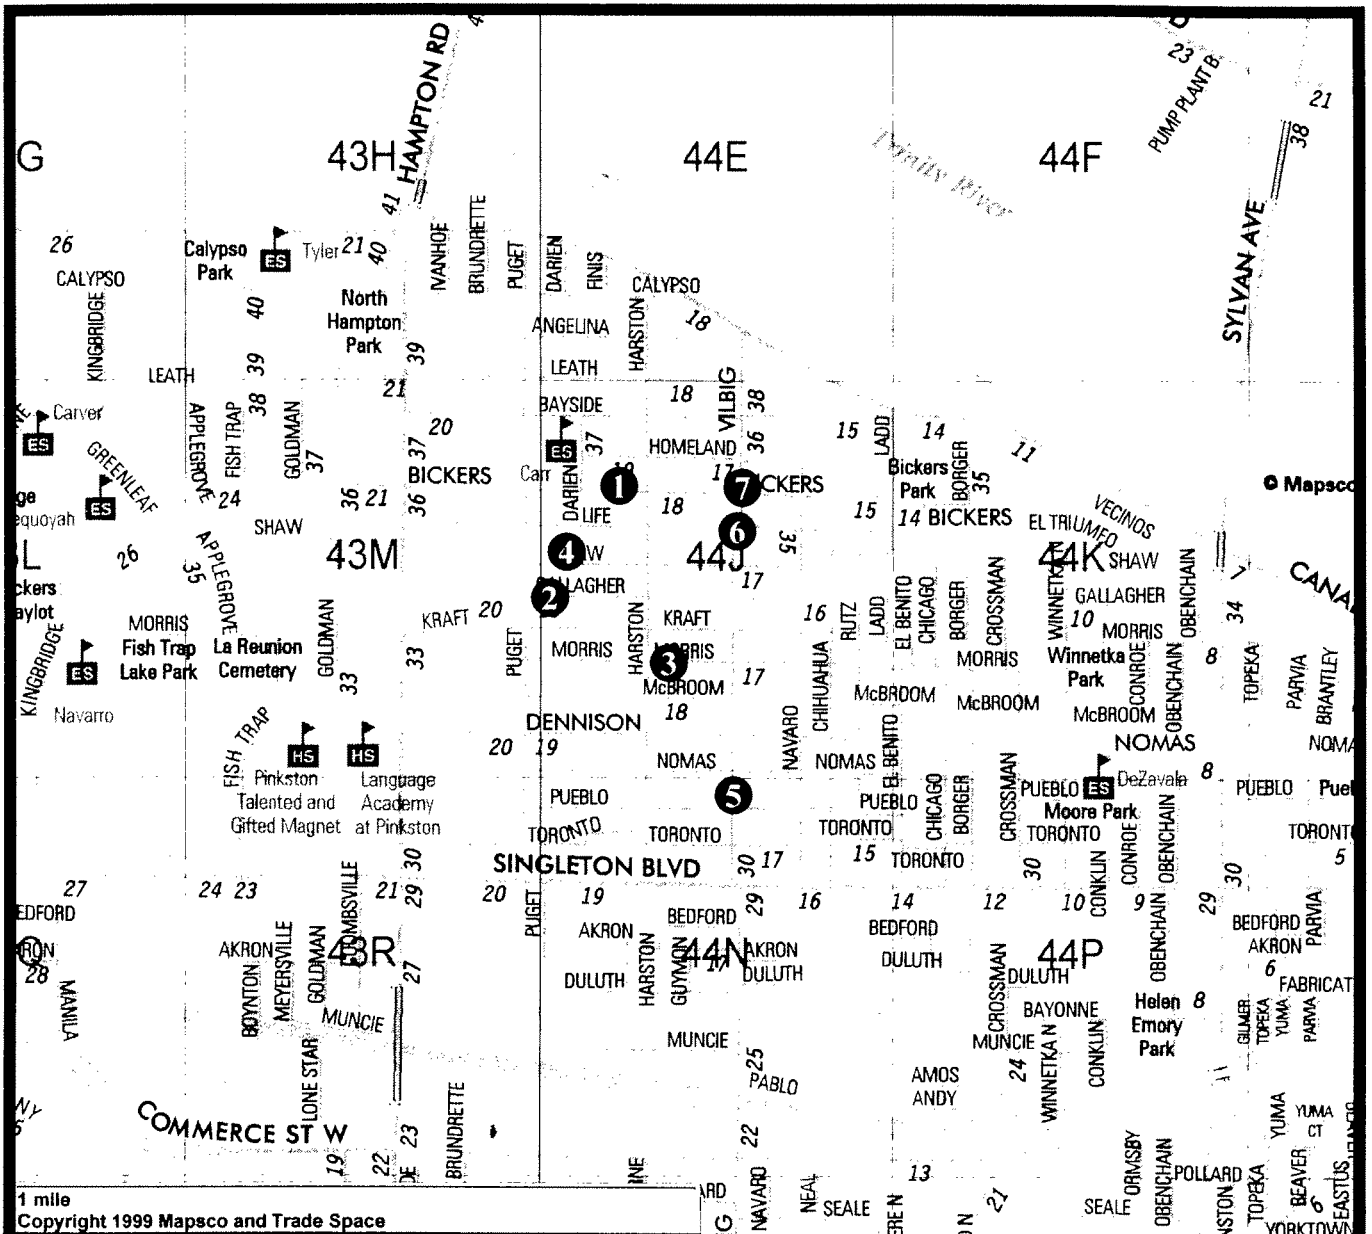 HAMPTON RD
23
PUMP PLANT B
21
38
G
43H
44E
44F
Trinity River
41
SYLVAN AVE
26
Calypso
Park
ES
Tyler
21
40
IVANHOE
BRUNDRETTE
PUGET
DARIEN
FINIS
CALYPSO
CALYPSO
KINGBRIDGE
40
North
Hampton
Park
HARSTON
18
ANGELINA
39
39
LEATH
LEATH
21
18
VILBIG
38
38
BAYSIDE
Carver
ES
APPLEGROVE
FISH TRAP
GOLDMAN
37
20
37
ES
37
HOMELAND
36
15
LADD
14
11
GREENLEAF
BICKERS
Carr
DARIEN
1
17
7
CKERS
Bickers
Park
BORGER
35
© Mapsco
ge
equoyah
ES
24
36
21
36
LIFE
18
6
15
14
BICKERS
EL TRIUMFO
VECINOS
SHAW
35
L
26
35
APPLEGROVE
43M
4
W
44J
44K
SHAW
7
CANA
ckers
aylot
2
LLAGHER
17
GALLAGHER
34
KINGBRIDGE
MORRIS
Fish Trap
Lake Park
La Reunion
Cemetery
GOLDMAN
KRAFT
20
PUGET
HARSTON
KRAFT
16
RUTZ
LADD
EL BENITO
CHICAGO
BORGER
CROSSMAN
WINNETKA N
10
MORRIS
OBENCHAIN
ES
33
33
MORRIS
3
RRIS
McBROOM
17
CHIHUAHUA
MORRIS
Winnetka
Park
CONROE
OBENCHAIN
8
TOPEKA
PARVIA
BRANTLEY
Navarro
McBROOM
McBROOM
McBROOM
FISH TRAP
DENNISON
18
NAVARO
NOMAS
NOMA
HS
HS
20
19
NOMAS
NOMAS
EL BENITO
Pinkston
Talented and
Gifted Magnet
Language
Academy
at Pinkston
5
PUEBLO
PUEBLO
CHICAGO
BORGER
CROSSMAN
PUEBLO
ES
DeZavala
8
Moore Park
PUEBLO
Puel
TORONTO
TORONTO
TORONTO
TORONTO
CONROE
OBENCHAIN
TORONT
SINGLETON BLVD
30
30
17
15
TORONTO
30
CONKLIN
30
5
27
24
23
21
29
20
PUGET
19
29
16
14
12
10
9
29
EDFORD
BEDFORD
BEDFORD
BEDFORD
PARVIA
AKRON
MEYERSVILLE
GOLDMAN
43R
AKRON
HARSTON
GUYMON
44N
17
AKRON
DULUTH
DULUTH
44P
OBENCHAIN
AKRON
RON
Q
28
27
DULUTH
CROSSMAN
DULUTH
6
FABRICAT
MANILA
BOYNTON
MUNCIE
BAYONNE
Helen
Emory
Park
8
GILMER
TOPEKA
YUMA
PARVIA
MUNCIE
MUNCIE
LONE STAR
25
PABLO
24
WINNETKA N
CONKLIN
AMOS
ANDY
NY
COMMERCE ST W
BRUNDRETTE
YUMA
YUMA
CT
19
22
23
22
13
21
ORMSBY
OBENCHAIN
POLLARD
TOPEKA
BEAVER
EASTUS
NAVARO
NEAL
SEALE
SEALE
6
YORKTOWN
1 mile
Copyright 1999 Mapsco and Trade Space